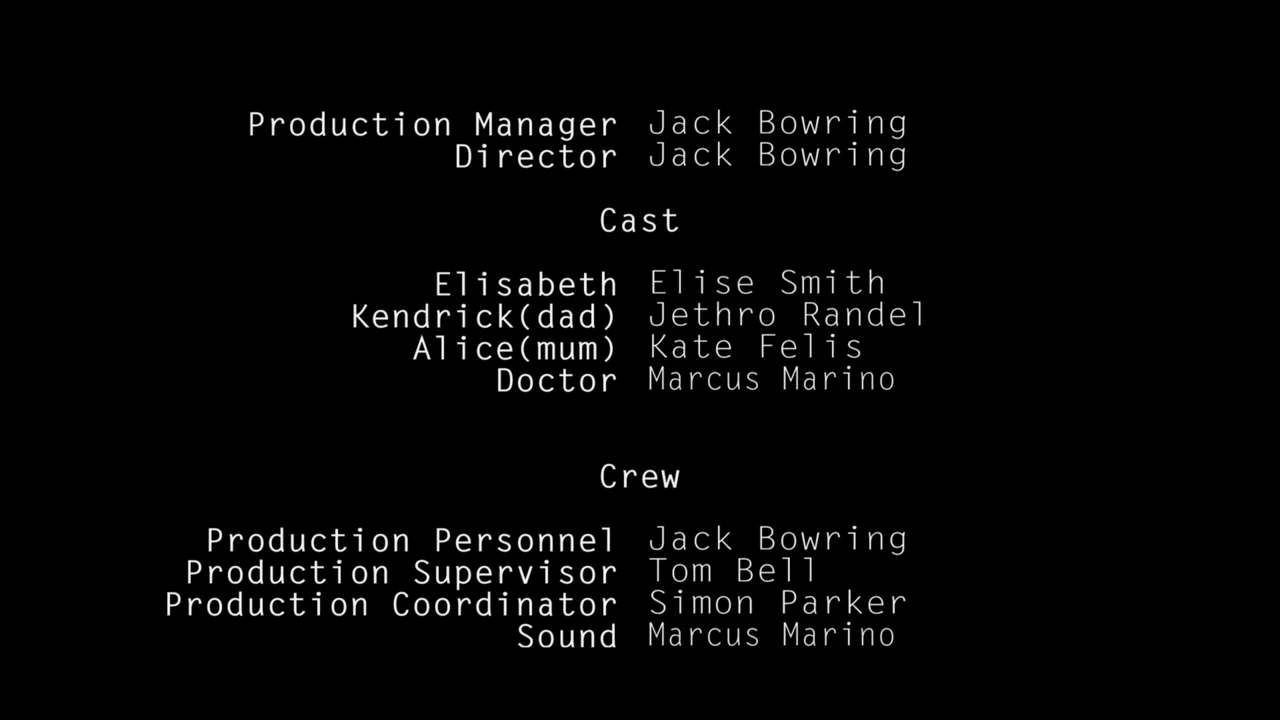 Production Manager Jack Bowring
Director Jack Bowring
Cast
Elisabeth Elise Smith
Kendrick(dad) Jethro Randel
Alice(mum) Kate Felis
Doctor Marcus Marino
Crew
Production Personnel Jack Bowring
Production Supervisor Tom Bell
Production Coordinator Simon Parker
Sound Marcus Marino